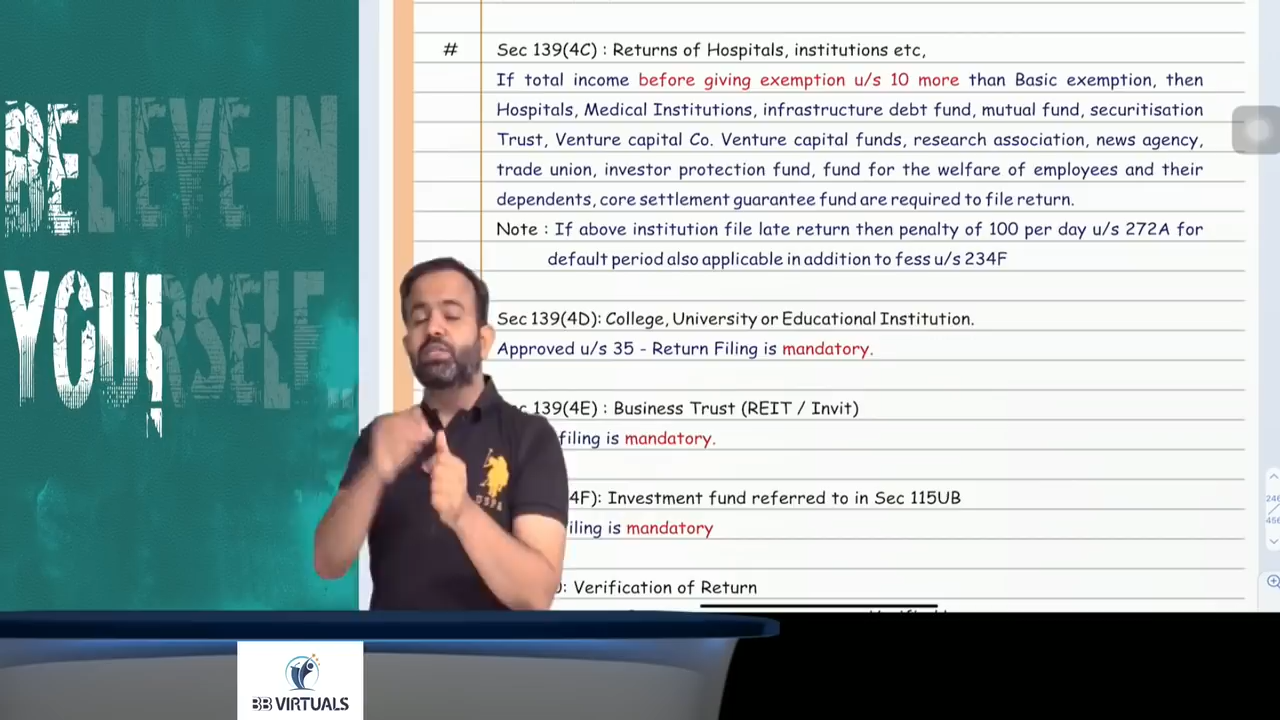 BELIEVE IN
YOURSELF...
# Sec 139(4C) : Returns of Hospitals, institutions etc,
If total income before giving exemption u/s 10 more than Basic exemption, then
Hospitals, Medical Institutions, infrastructure debt fund, mutual fund, securitisation
Trust, Venture capital Co. Venture capital funds, research association, news agency,
trade union, investor protection fund, fund for the welfare of employees and their
dependents, core settlement guarantee fund are required to file return.
Note : If above institution file late return then penalty of 100 per day u/s 272A for
default period also applicable in addition to fess u/s 234F
Sec 139(4D): College, University or Educational Institution.
Approved u/s 35 - Return Filing is mandatory.
139(4E) : Business Trust (REIT / Invit)
filing is mandatory.
4F): Investment fund referred to in Sec 115UB
iling is mandatory
): Verification of Return
246
456
USPA
BB VIRTUALS